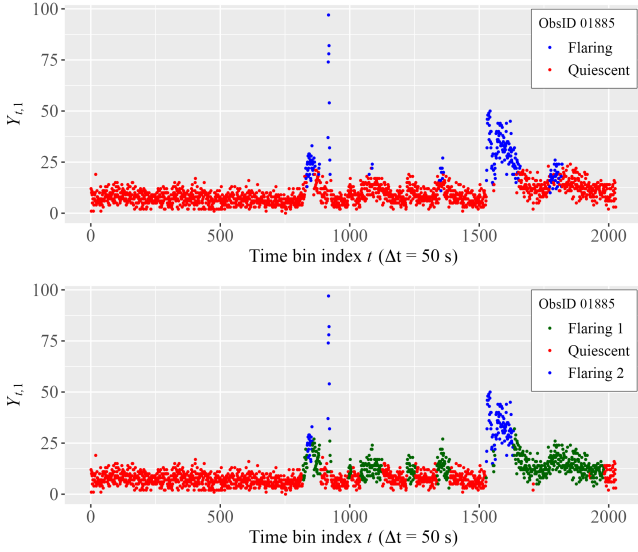 100
75
50
25
0
Y_{t,1}
ObsID 01885
Flaring
Quiescent
0 500 1000 1500 2000
Time bin index t (Δt = 50 s)
100
75
50
25
0
Y_{t,1}
ObsID 01885
Flaring 1
Quiescent
Flaring 2
0 500 1000 1500 2000
Time bin index t (Δt = 50 s)